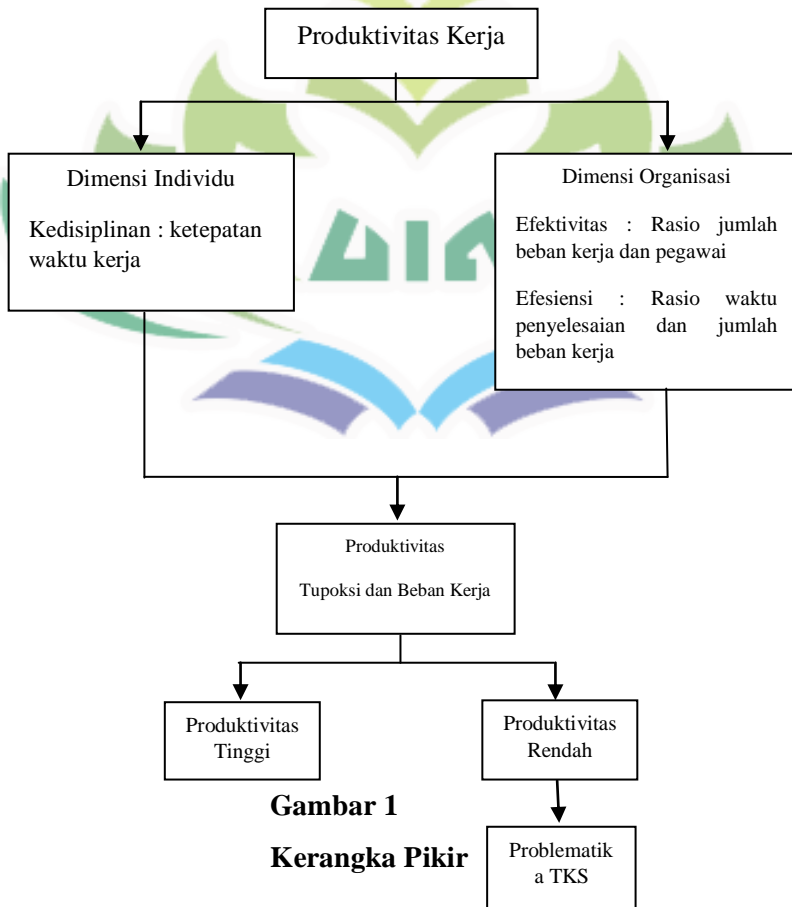 Produktivitas Kerja
Dimensi Individu
Kedisiplinan : ketepatan
waktu kerja
Dimensi Organisasi
Efektivitas : Rasio jumlah
beban kerja dan pegawai
Efesiensi : Rasio waktu
penyelesaian dan jumlah
beban kerja
Produktivitas
Tupoksi dan Beban Kerja
Produktivitas
Tinggi
Produktivitas
Rendah
Gambar 1
Kerangka Pikir
Problematik
a TKS